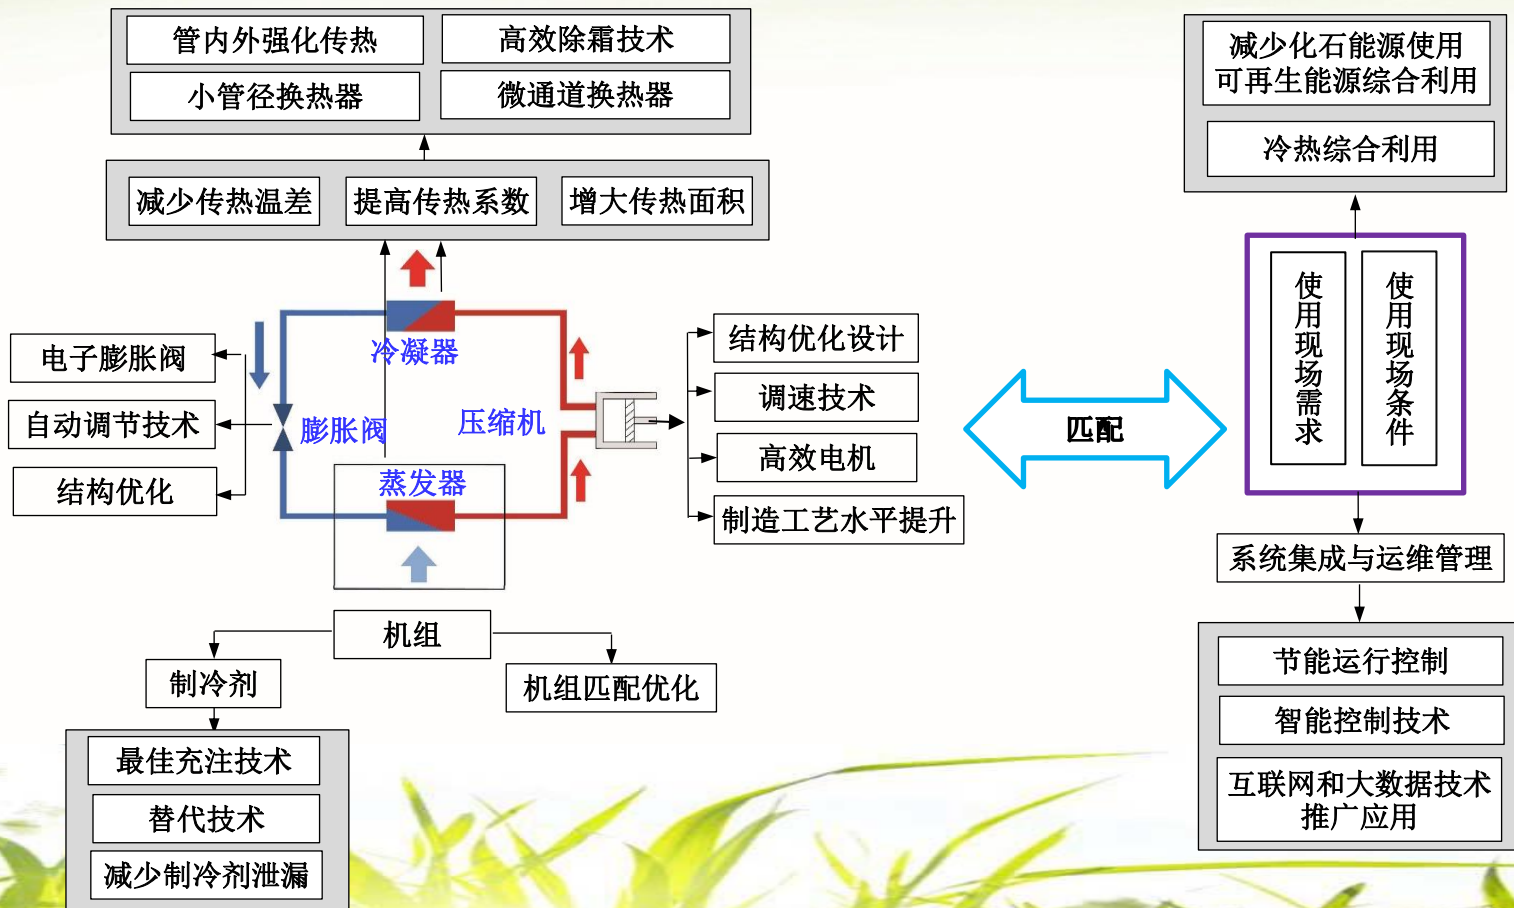 管内外强化传热
高效除霜技术
小管径换热器
微通道换热器
减少传热温差
提高传热系数
增大传热面积
冷凝器
电子膨胀阀
自动调节技术
结构优化
膨胀阀
压缩机
蒸发器
结构优化设计
调速技术
高效电机
制造工艺水平提升
机组
制冷剂
机组匹配优化
最佳充注技术
替代技术
减少制冷剂泄漏
匹配
减少化石能源使用
可再生能源综合利用
冷热综合利用
使用现场需求
使用现场条件
系统集成与运维管理
节能运行控制
智能控制技术
互联网和大数据技术
推广应用